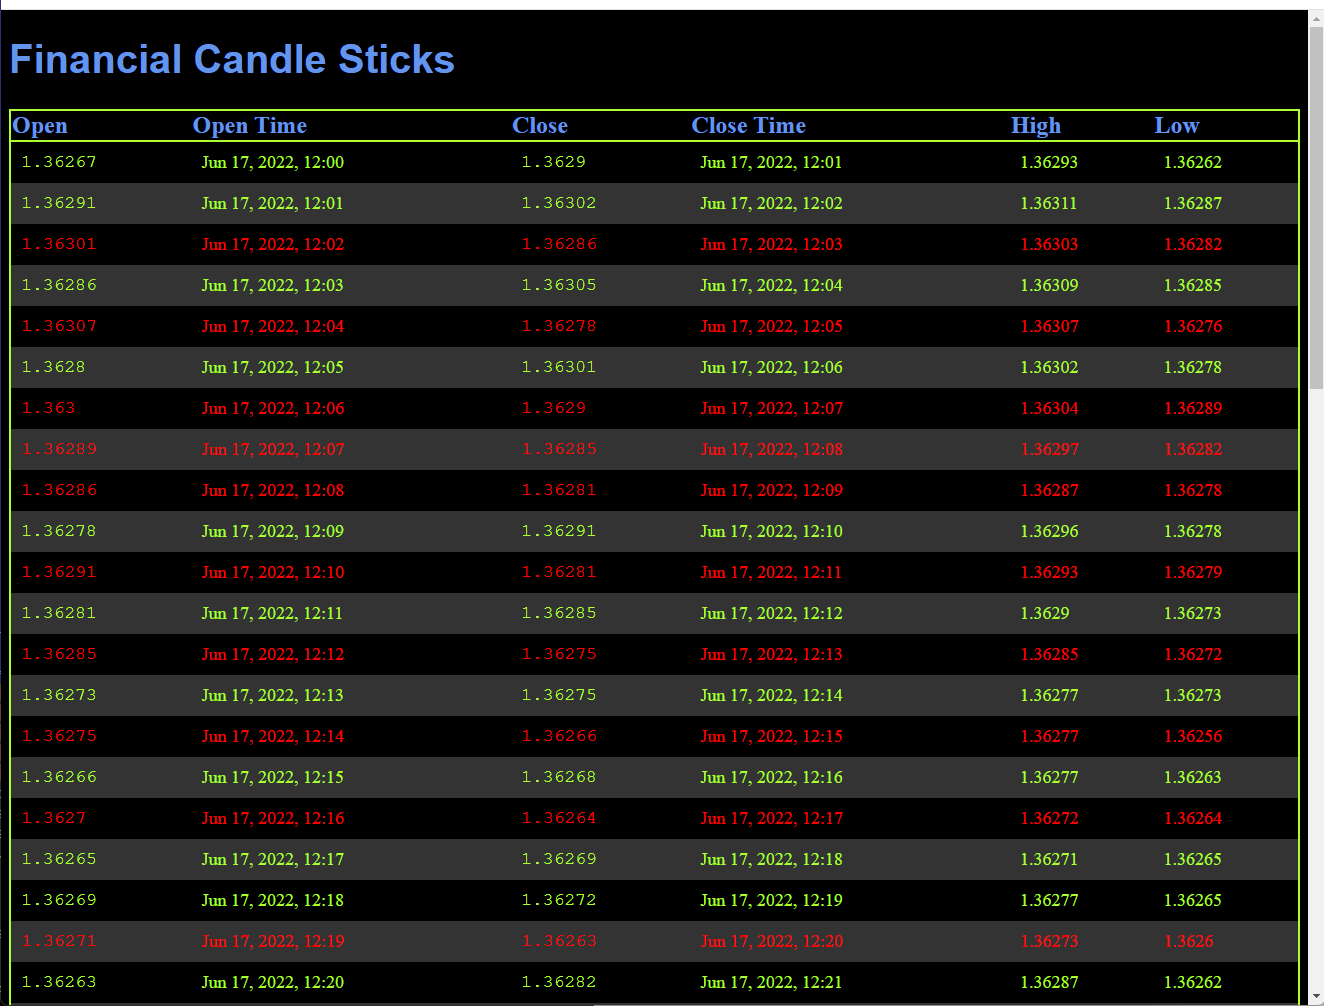 Financial Candle Sticks
Open Open Time Close Close Time High Low
1.36267 Jun 17, 2022, 12:00 1.3629 Jun 17, 2022, 12:01 1.36293 1.36262
1.36291 Jun 17, 2022, 12:01 1.36302 Jun 17, 2022, 12:02 1.36311 1.36287
1.36301 Jun 17, 2022, 12:02 1.36286 Jun 17, 2022, 12:03 1.36303 1.36282
1.36286 Jun 17, 2022, 12:03 1.36305 Jun 17, 2022, 12:04 1.36309 1.36285
1.36307 Jun 17, 2022, 12:04 1.36278 Jun 17, 2022, 12:05 1.36307 1.36276
1.3628 Jun 17, 2022, 12:05 1.36301 Jun 17, 2022, 12:06 1.36302 1.36278
1.363 Jun 17, 2022, 12:06 1.3629 Jun 17, 2022, 12:07 1.36304 1.36289
1.36289 Jun 17, 2022, 12:07 1.36285 Jun 17, 2022, 12:08 1.36297 1.36282
1.36286 Jun 17, 2022, 12:08 1.36281 Jun 17, 2022, 12:09 1.36287 1.36278
1.36278 Jun 17, 2022, 12:09 1.36291 Jun 17, 2022, 12:10 1.36296 1.36278
1.36291 Jun 17, 2022, 12:10 1.36281 Jun 17, 2022, 12:11 1.36293 1.36279
1.36281 Jun 17, 2022, 12:11 1.36285 Jun 17, 2022, 12:12 1.3629 1.36273
1.36285 Jun 17, 2022, 12:12 1.36275 Jun 17, 2022, 12:13 1.36285 1.36272
1.36273 Jun 17, 2022, 12:13 1.36275 Jun 17, 2022, 12:14 1.36277 1.36273
1.36275 Jun 17, 2022, 12:14 1.36266 Jun 17, 2022, 12:15 1.36277 1.36256
1.36266 Jun 17, 2022, 12:15 1.36268 Jun 17, 2022, 12:16 1.36277 1.36263
1.3627 Jun 17, 2022, 12:16 1.36264 Jun 17, 2022, 12:17 1.36272 1.36264
1.36265 Jun 17, 2022, 12:17 1.36269 Jun 17, 2022, 12:18 1.36271 1.36265
1.36269 Jun 17, 2022, 12:18 1.36272 Jun 17, 2022, 12:19 1.36277 1.36265
1.36271 Jun 17, 2022, 12:19 1.36263 Jun 17, 2022, 12:20 1.36273 1.3626
1.36263 Jun 17, 2022, 12:20 1.36282 Jun 17, 2022, 12:21 1.36287 1.36262